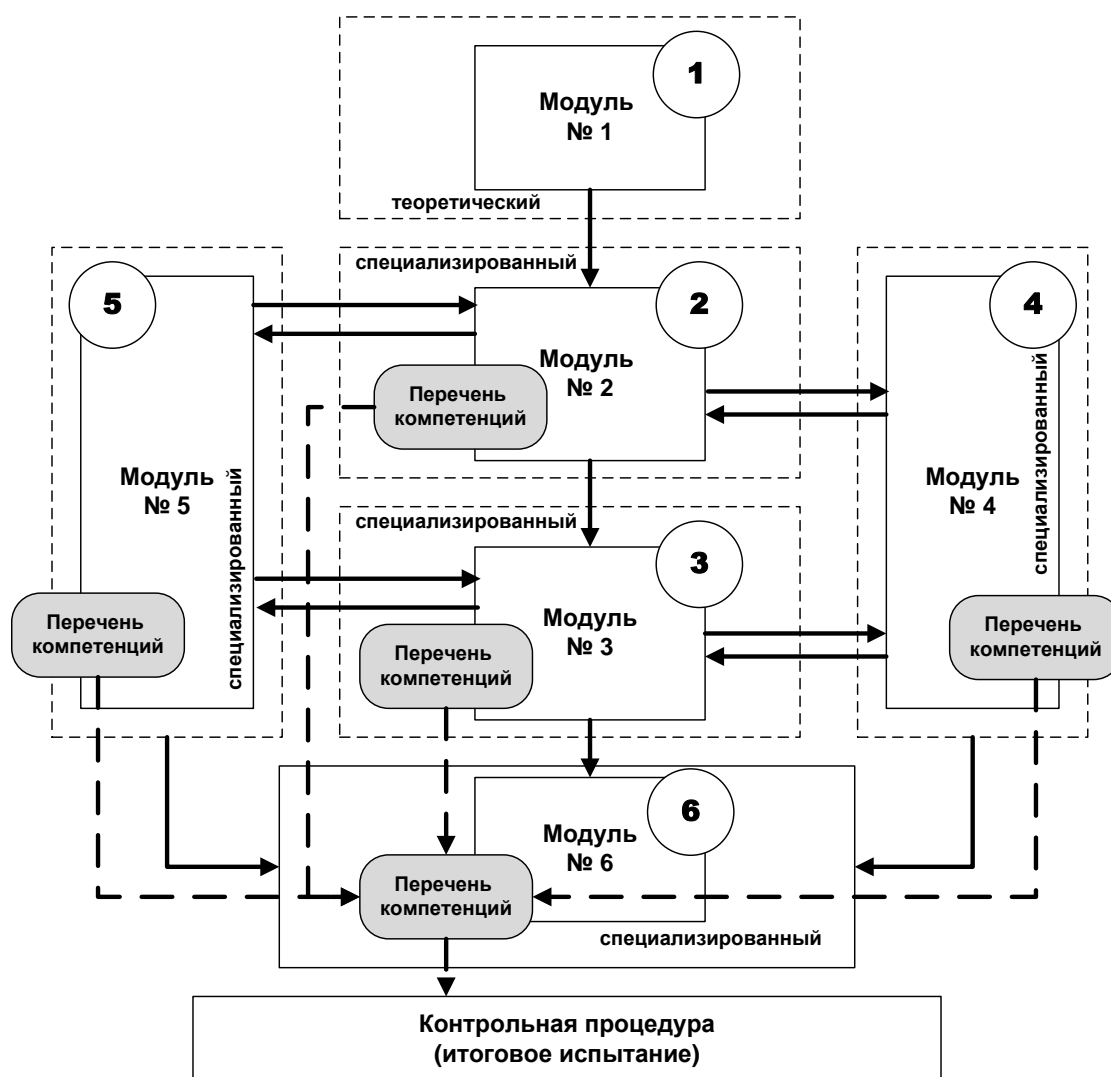 1
Модуль
№ 1
теоретический
специализированный
5
2
4
Модуль
№ 2
Перечень
компетенций
специализированный
Модуль
№ 5
специализированный
Модуль
№ 4
специализированный
3
Модуль
№ 3
Перечень
компетенций
Перечень
компетенций
Перечень
компетенций
6
Модуль
№ 6
Перечень
компетенций
специализированный
Контрольная процедура
(итоговое испытание)